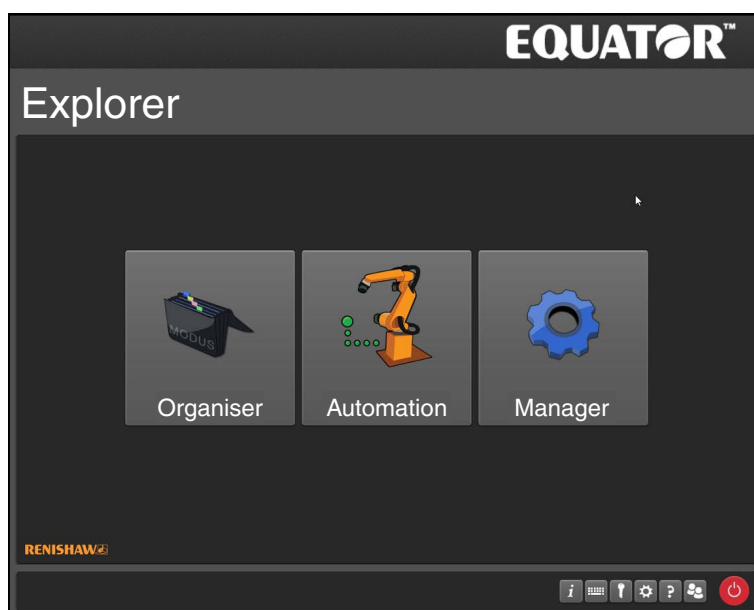 EQUATOR™
Explorer
MODUS
Organiser
Automation
Manager
RENISHAW
i
?